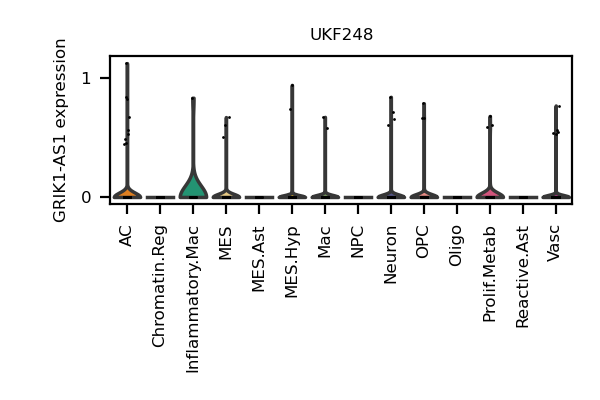 UKF248
GRIK1-AS1 expression
1
0
AC
Chromatin.Reg
Inflammatory.Mac
MES
MES.Ast
MES.Hyp
Mac
NPC
Neuron
OPC
Oligo
Prolif.Metab
Reactive.Ast
Vasc